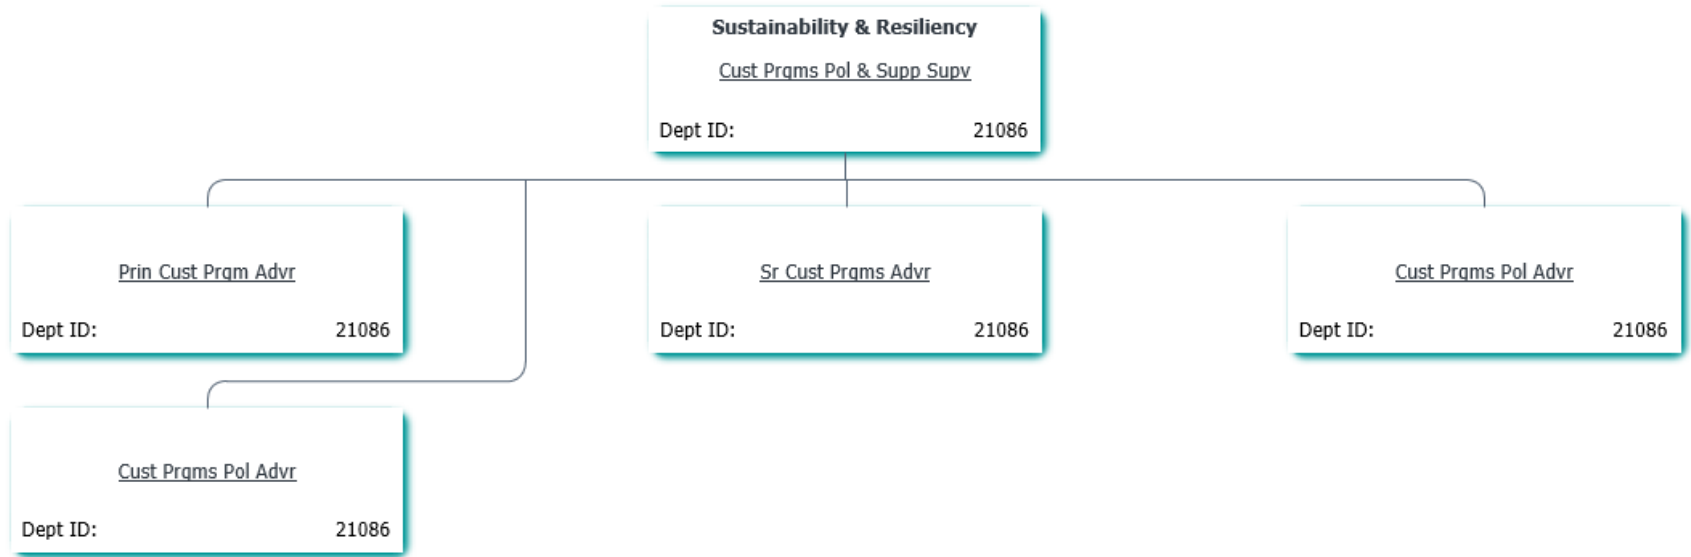 Sustainability & Resiliency
Cust Prgms Pol & Supp Supv
Dept ID: 21086
Prin Cust Prgm Advr
Dept ID: 21086
Sr Cust Prgms Advr
Dept ID: 21086
Cust Prgms Pol Advr
Dept ID: 21086
Cust Prgms Pol Advr
Dept ID: 21086